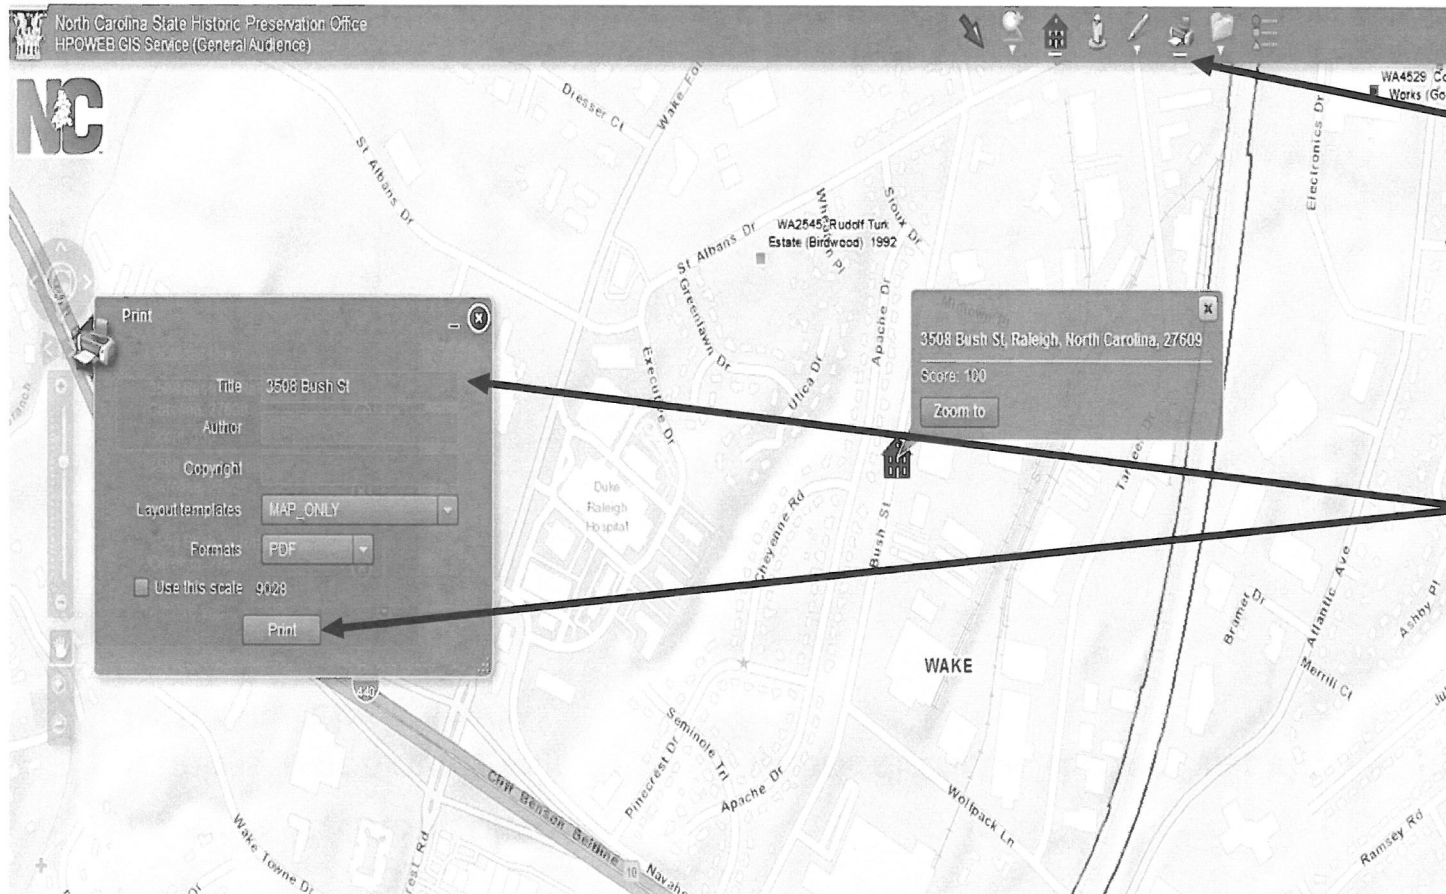 North Carolina State Historic Preservation Office
HPOWEB GIS Service (General Audience)
NC
WA4529 Co
Works (Go
Dresser Ct
Wake For
St Albans Dr
Electronics Dr
Sioux Dr
WA2545 Rudolf Turk
Estate (Birdwood) 1992
St Albans Dr
Greenlawn Dr
Apache Dr
Utica Dr
Executive Dr
Print
Title 3508 Bush St
Author
Copyright
Layout templates MAP_ONLY
Formats PDF
Use this scale 9028
Print
3508 Bush St, Raleigh, North Carolina, 27609
Score: 100
Zoom to
Duke
Raleigh
Hospital
Cheyenne Rd
Bush St
Atlantic Ave
Bramer Dr
Ashby Pl
Merrill Ct
WAKE
440
Seminole Trl
Pinecrest Dr
Apache Dr
Wolfpack Ln
Cliff Benson Beltline
10
Navaho
Wake Towne Dr
rest Rd
Ramsey Rd